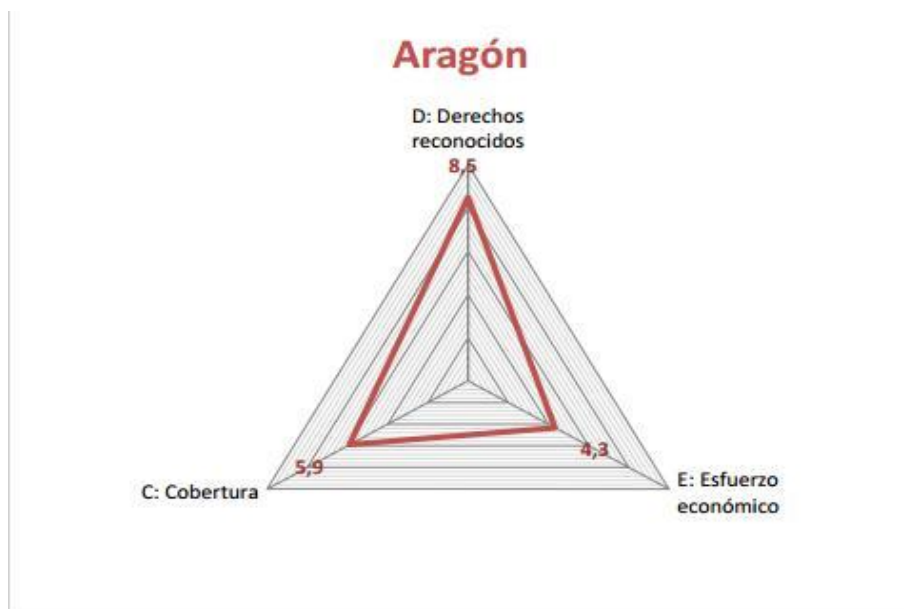 Aragón
D: Derechos
reconocidos
8,5
4,3
5,9
C: Cobertura
E: Esfuerzo
económico